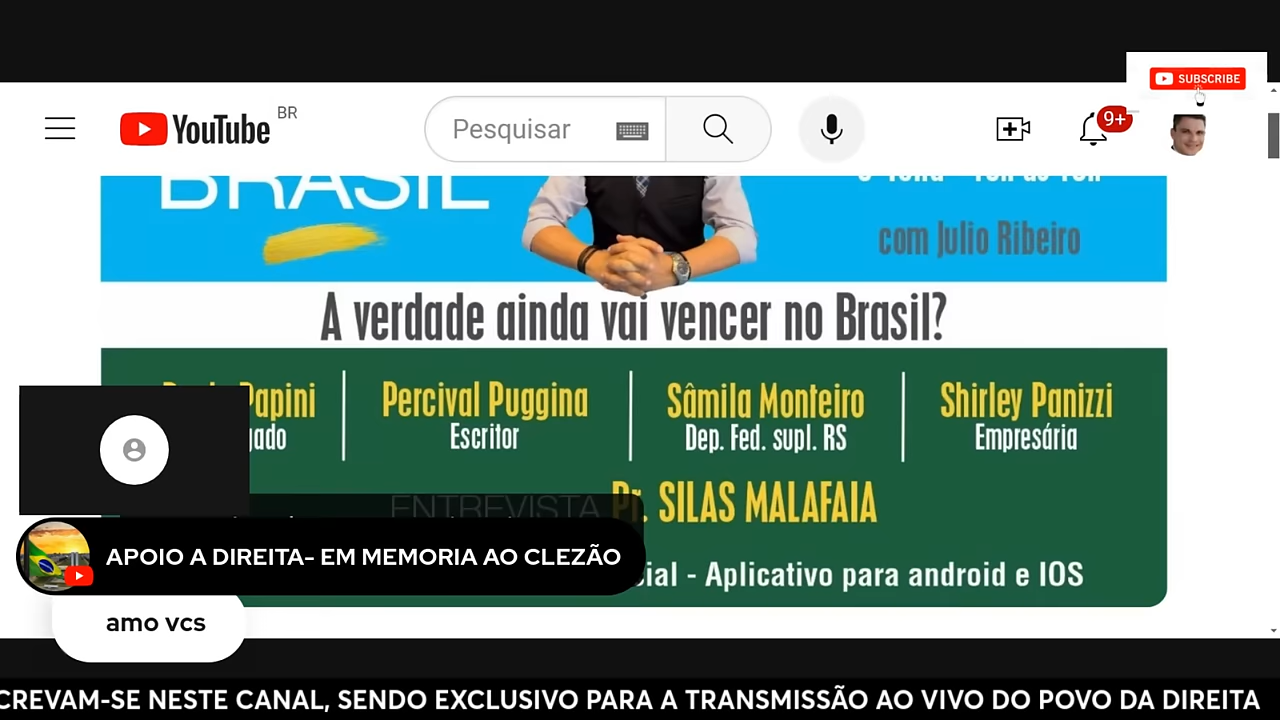 SUBSCRIBE
YouTube BR
Pesquisar
9+
BRASIL
com Julio Ribeiro
A verdade ainda vai vencer no Brasil?
Papini
Percival Puggina
Escritor
Sâmila Monteiro
Dep. Fed. supl. RS
Shirley Panizzi
Empresária
ENTREVISTA Pr. SILAS MALAFAIA
cial - Aplicativo para android e IOS
APOIO A DIREITA- EM MEMORIA AO CLEZÃO
amo vcs
CREVAM-SE NESTE CANAL, SENDO EXCLUSIVO PARA A TRANSMISSÃO AO VIVO DO POVO DA DIREITA